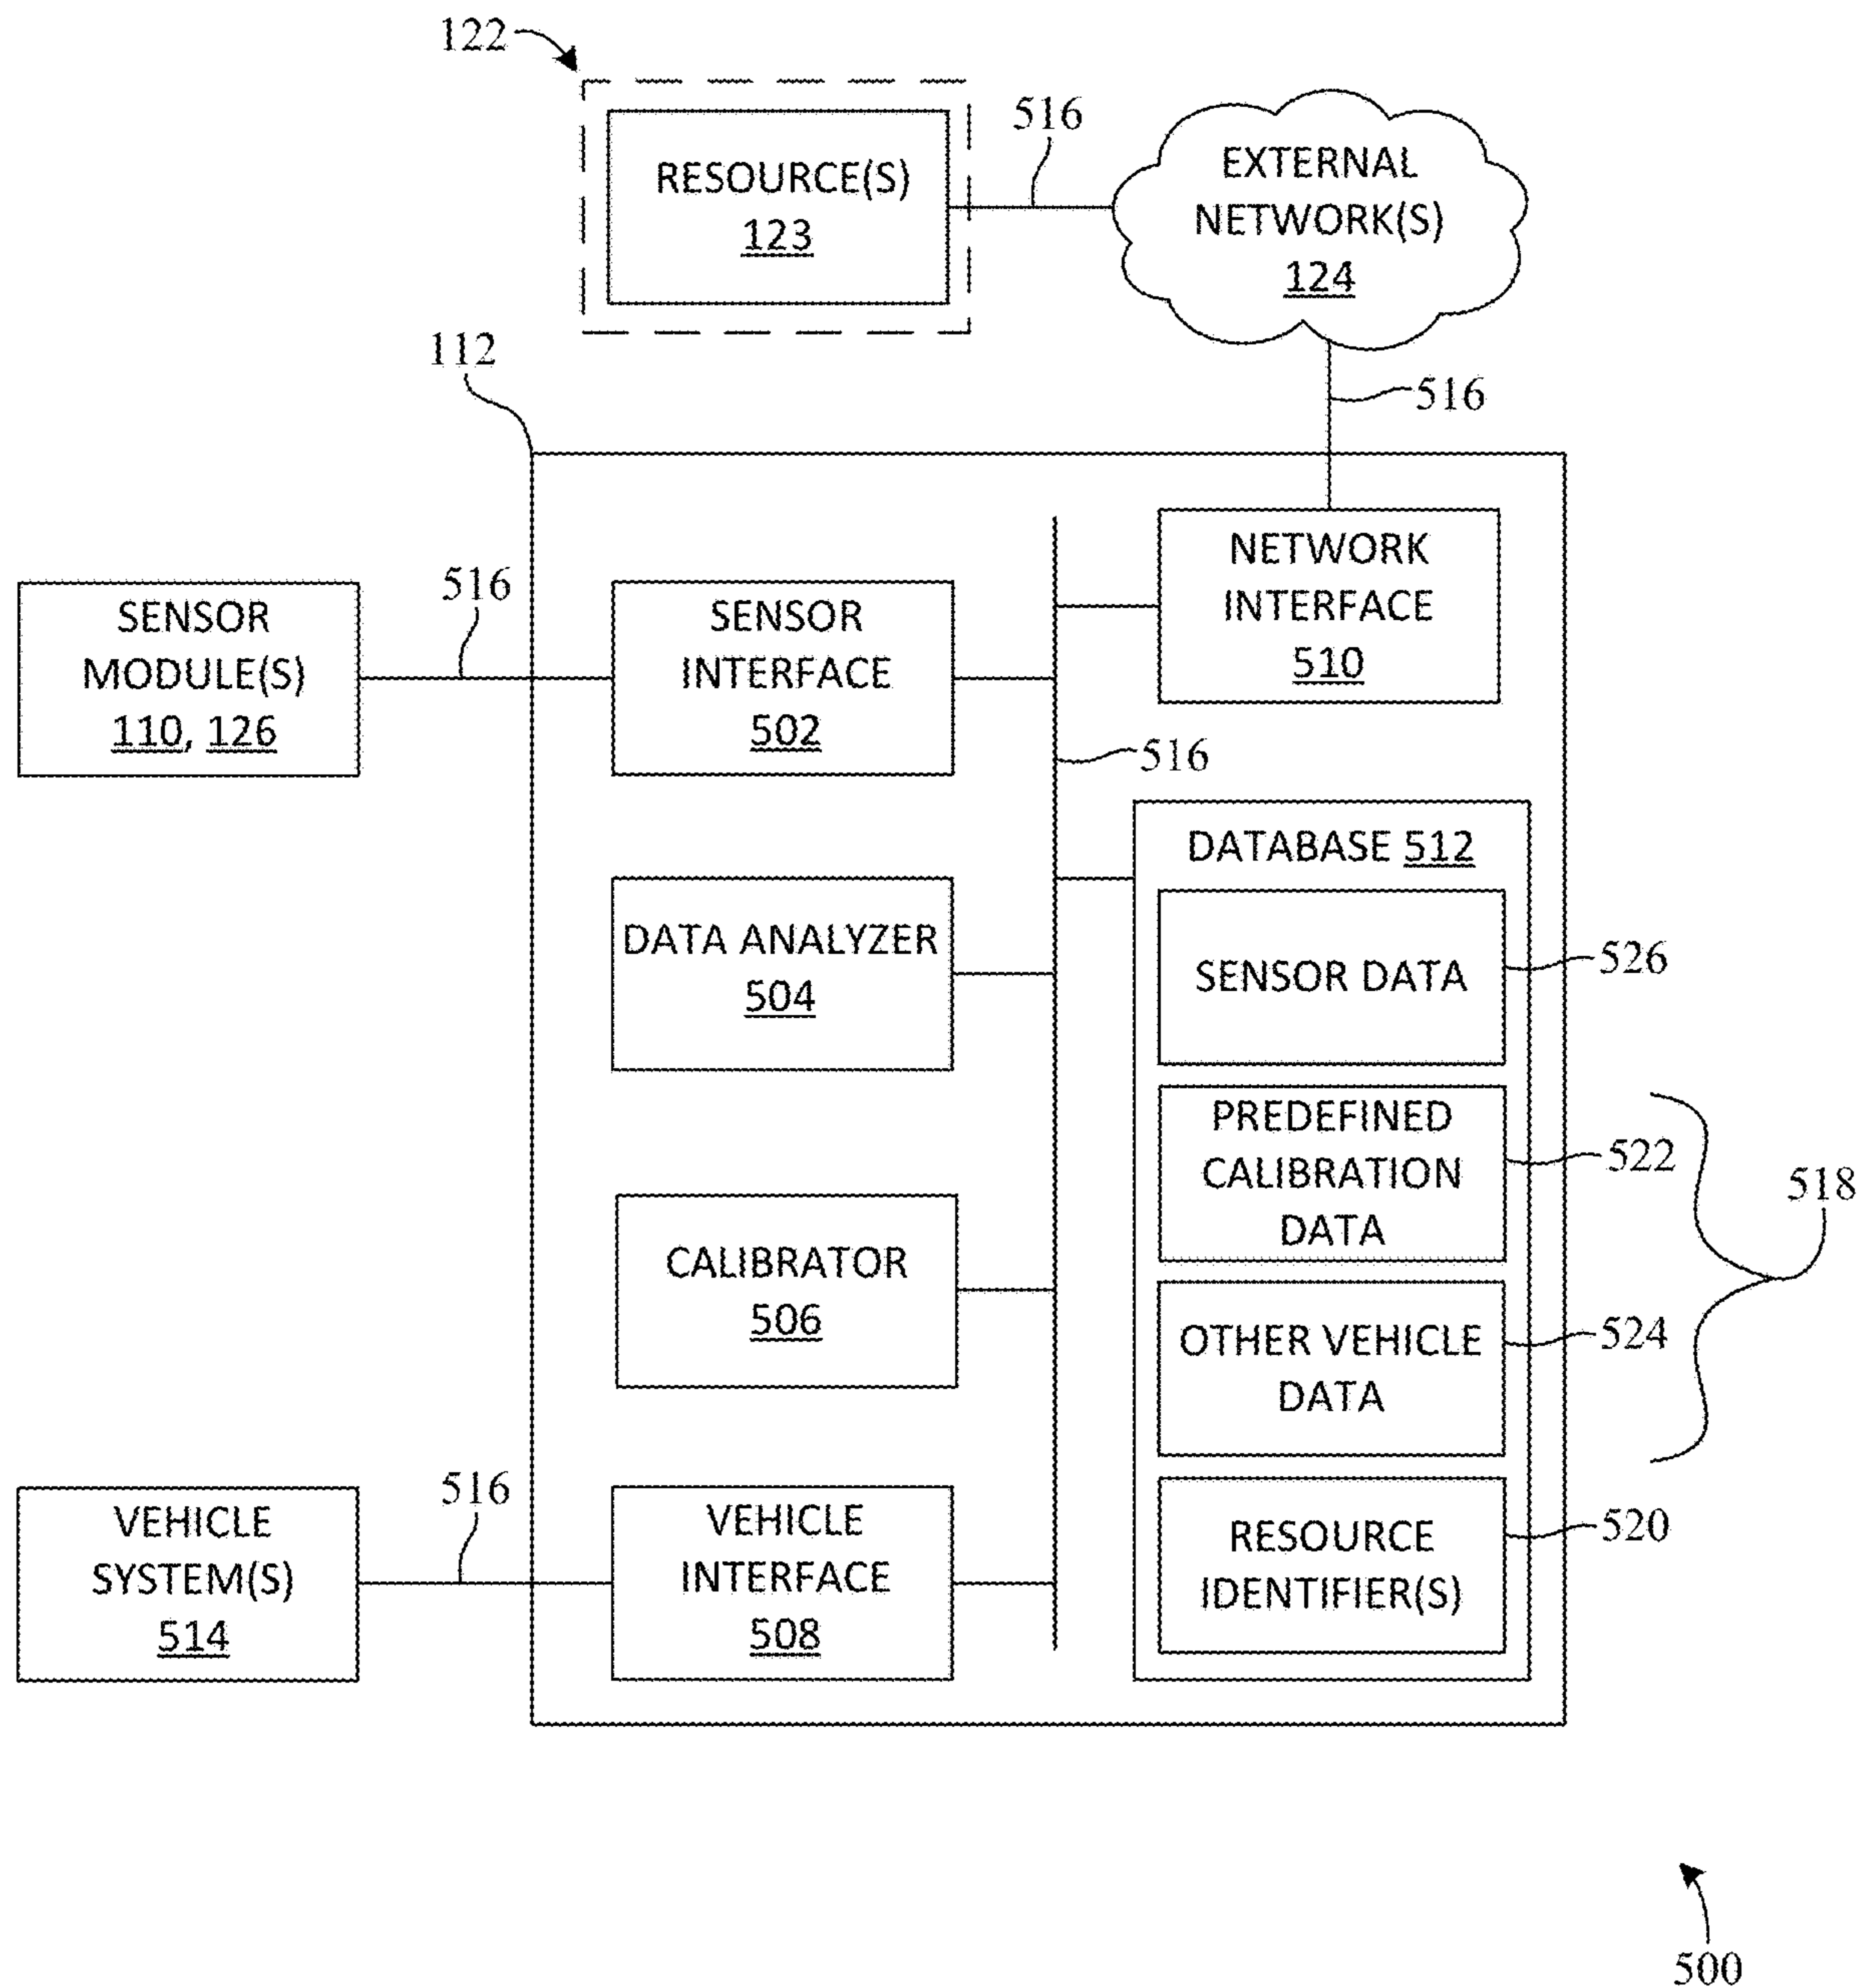 122
RESOURCE(S)
123
516
EXTERNAL
NETWORK(S)
124
112
516
SENSOR
MODULE(S)
110, 126
516
SENSOR
INTERFACE
502
NETWORK
INTERFACE
510
516
DATA ANALYZER
504
DATABASE 512
SENSOR DATA
526
PREDEFINED
CALIBRATION
DATA
522
518
CALIBRATOR
506
OTHER VEHICLE
DATA
524
VEHICLE
SYSTEM(S)
514
516
VEHICLE
INTERFACE
508
RESOURCE
IDENTIFIER(S)
520
500